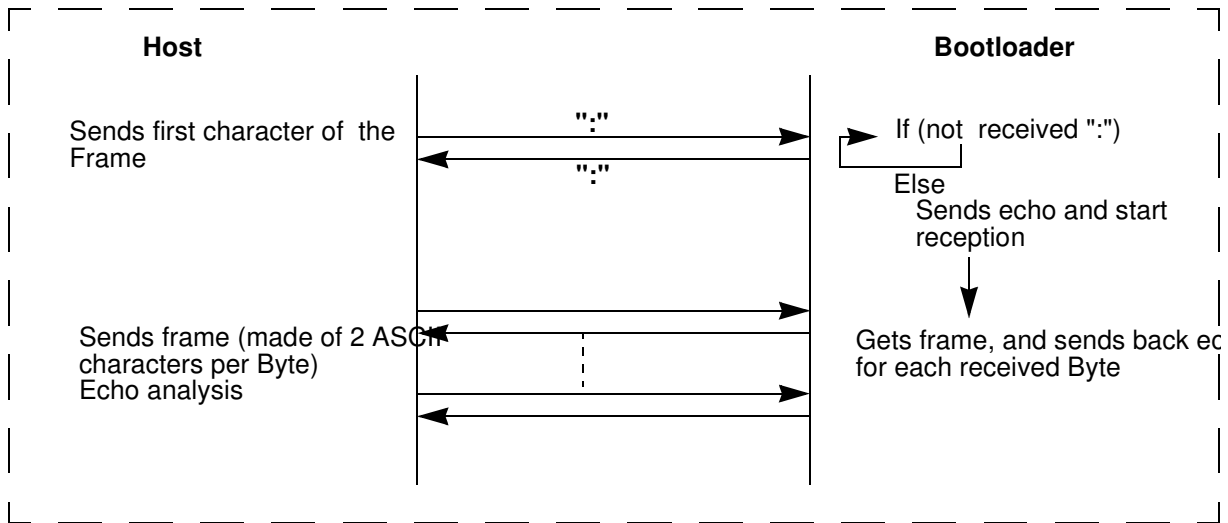 Host
Bootloader
Sends first character of the
Frame
":"
":"
If (not received ":")
Else
Sends echo and start
reception
Sends frame (made of 2 ASCII
characters per Byte)
Echo analysis
Gets frame, and sends back
for each received Byte